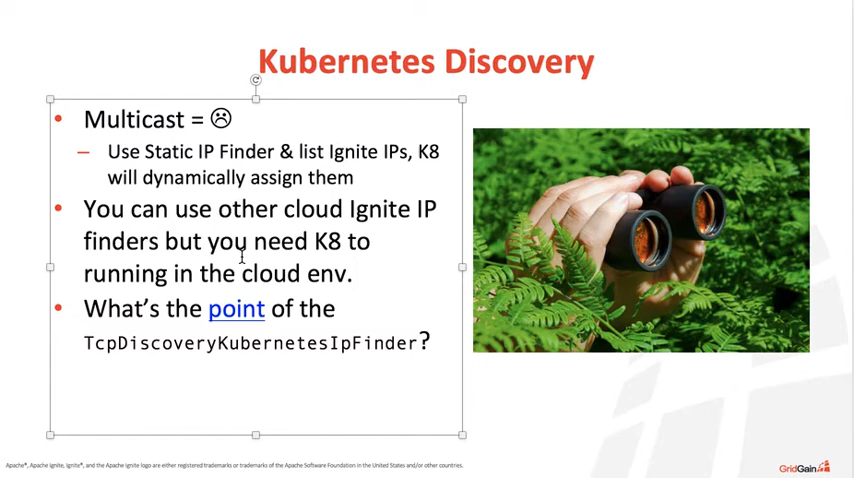 Kubernetes Discovery
• Multicast = ☹
– Use Static IP Finder & list Ignite IPs, K8
will dynamically assign them
• You can use other cloud Ignite IP
finders but you need K8 to
running in the cloud env.
• What's the point of the
TcpDiscoveryKubernetesIpFinder?
Apache®, Apache Ignite, Ignite®, and the Apache Ignite logo are either registered trademarks or trademarks of the Apache Software Foundation in the United States and/or other countries.
GridGain